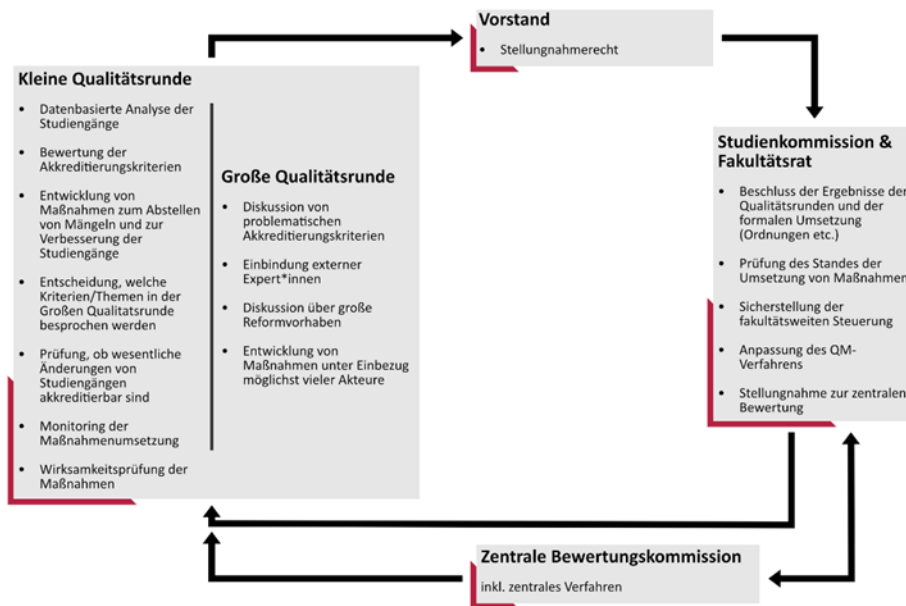 Vorstand
• Stellungnahmerecht
Kleine Qualitätsrunde
• Datenbasierte Analyse der
Studiengänge
• Bewertung der
Akkreditierungskriterien
• Entwicklung von
Maßnahmen zum Abstellen
von Mängeln und zur
Verbesserung der
Studiengänge
• Entscheidung, welche
Kriterien/Themen in der
Großen Qualitatsrunde
besprochen werden
• Prüfung, ob wesentliche
Änderungen von
Studiengängen
akkreditierbar sind
• Monitoring der
Maßnahmenumsetzung
• Wirksamkeitsprüfung der
Maßnahmen
Große Qualitätsrunde
• Diskussion von
problematischen
Akkreditierungskriterien
• Einbindung externer
Expert*innen
• Diskussion über große
Reformvorhaben
• Entwicklung von
Maßnahmen unter Einbezug
möglichst vieler Akteure
Studienkommission &
Fakultätsrat
• Beschluss der Ergebnisse der
Qualitätsrunden und der
formalen Umsetzung
(Ordnungen etc.)
• Prüfung des Standes der
Umsetzung von Maßnahmen
• Sicherstellung der
fakultätsweiten Steuerung
• Anpassung des QM-
Verfahrens
• Stellungnahme zur zentralen
Bewertung
Zentrale Bewertungskommission
inkl. zentrales Verfahren